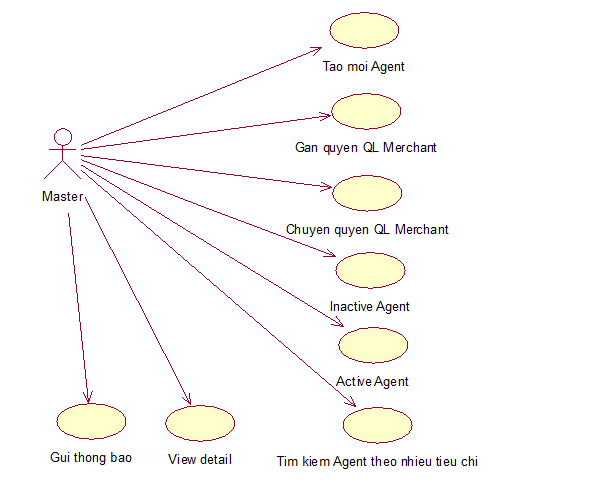 Tao moi Agent
Gan quyen QL Merchant
Master
Chuyen quyen QL Merchant
Inactive Agent
Active Agent
Gui thong bao
View detail
Tim kiem Agent theo nhieu tieu chi